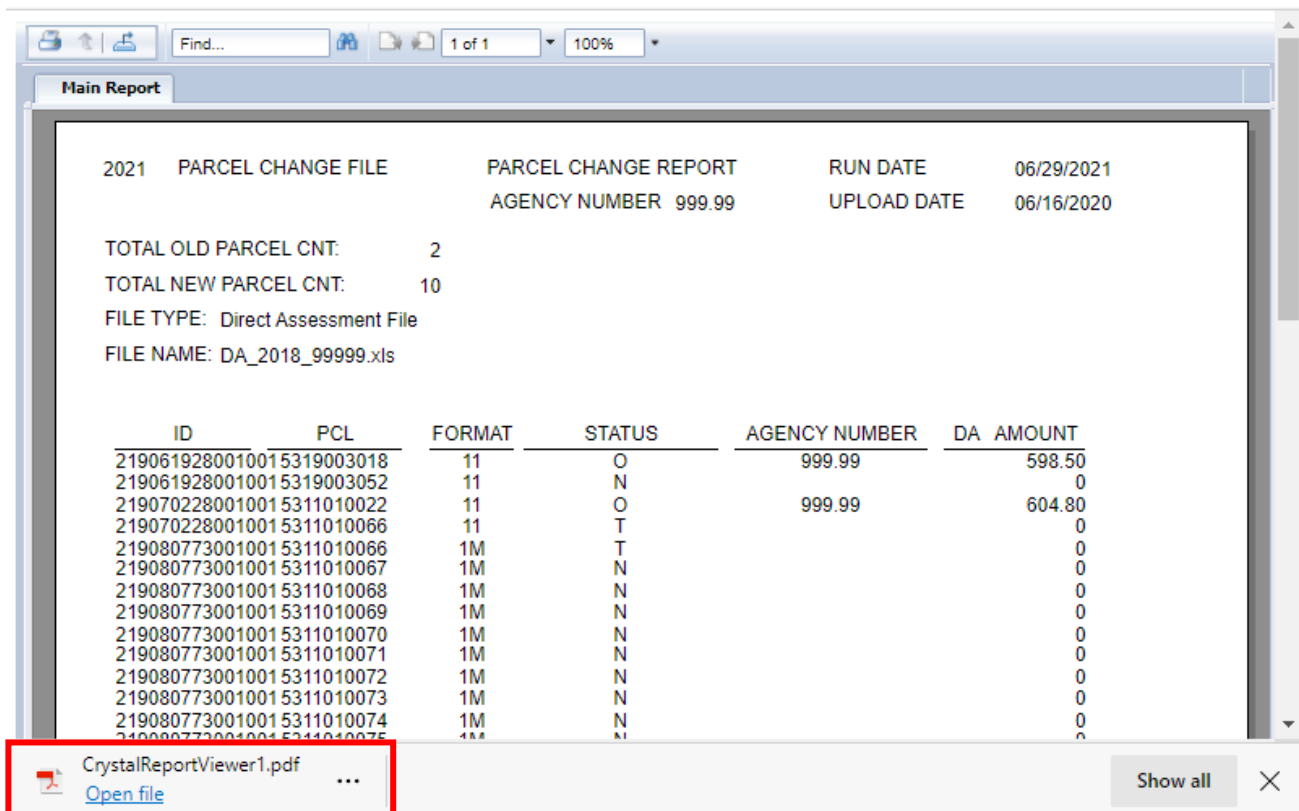 Find... 1 of 1 100%
Main Report
2021 PARCEL CHANGE FILE PARCEL CHANGE REPORT RUN DATE 06/29/2021
AGENCY NUMBER 999.99 UPLOAD DATE 06/16/2020
TOTAL OLD PARCEL CNT: 2
TOTAL NEW PARCEL CNT: 10
FILE TYPE: Direct Assessment File
FILE NAME: DA_2018_99999.xls
ID PCL FORMAT STATUS AGENCY NUMBER DA AMOUNT
219061928001001 5319003018 11 O 999.99 598.50
219061928001001 5319003052 11 N 0
219070228001001 5311010022 11 O 999.99 604.80
219070228001001 5311010066 11 T 0
219080773001001 5311010066 1M T 0
219080773001001 5311010067 1M N 0
219080773001001 5311010068 1M N 0
219080773001001 5311010069 1M N 0
219080773001001 5311010070 1M N 0
219080773001001 5311010071 1M N 0
219080773001001 5311010072 1M N 0
219080773001001 5311010073 1M N 0
219080773001001 5311010074 1M N 0
219080773001001 5311010075 1M N 0
CrystalReportViewer1.pdf
Open file
Show all